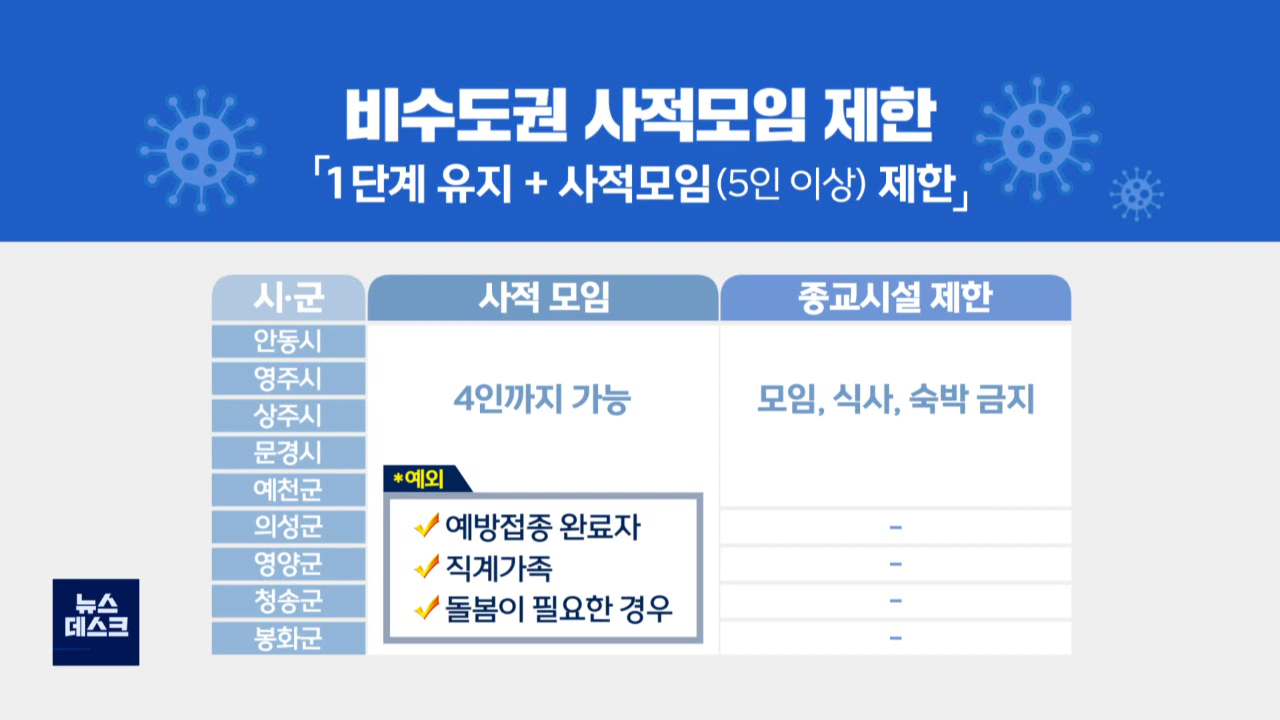 비수도권 사적모임 제한
「1단계 유지 + 사적모임(5인 이상) 제한」
시·군 사적 모임 종교시설 제한
안동시
영주시
상주시
문경시
예천군
의성군
영양군
청송군
봉화군
4인까지 가능
*예외
예방접종 완료자
직계가족
돌봄이 필요한 경우
모임, 식사, 숙박 금지
-
-
-
-
뉴스
데스크